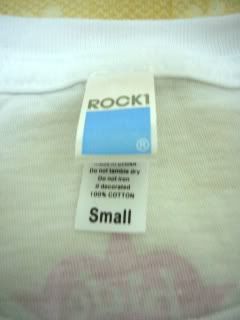 ROCK1
®
Do not tumble dry
Do not iron
if decorated
100% COTTON
Small